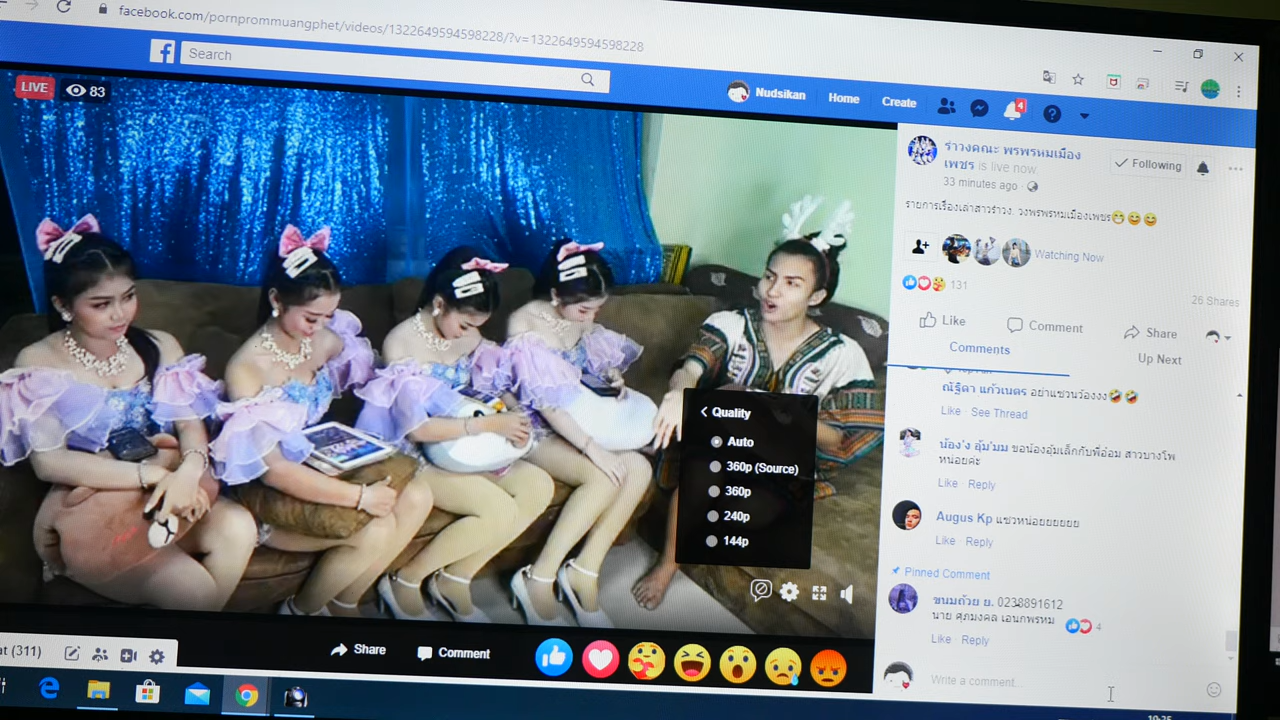 facebook.com/pornprommuangphet/videos/1322649594598228/?v=1322649594598228
Search
Nudsikan
Home
Create
4
LIVE
83
รำวงคณะ พรพรหมเมือง
เพชร is live now.
Following
33 minutes ago
รายการเรื่องเล่าสาวรำวง. วงพรพรหมเมืองเพชร😁😅😅
Watching Now
131
26 Shares
Like
Comment
Share
Comments
Up Next
ณัฐิดา แก้วเนตร อย่าแซวน้องงง🤣🤣
Like · See Thread
น้อง'ง อุ้ม'มม ขอน้องอุ้มเล็กกับพี่อ๋อม สาวบางโพ
หน่อยค่ะ
Like · Reply
Augus Kp แซวหน่อยยยยยย
Like · Reply
Pinned Comment
ขนมถ้วย ย. 0238891612
นาย ศุภมงคล เอนกพรหม
4
Like · Reply
Write a comment...
Quality
Auto
360p (Source)
360p
240p
144p
Share
Comment
at (311)